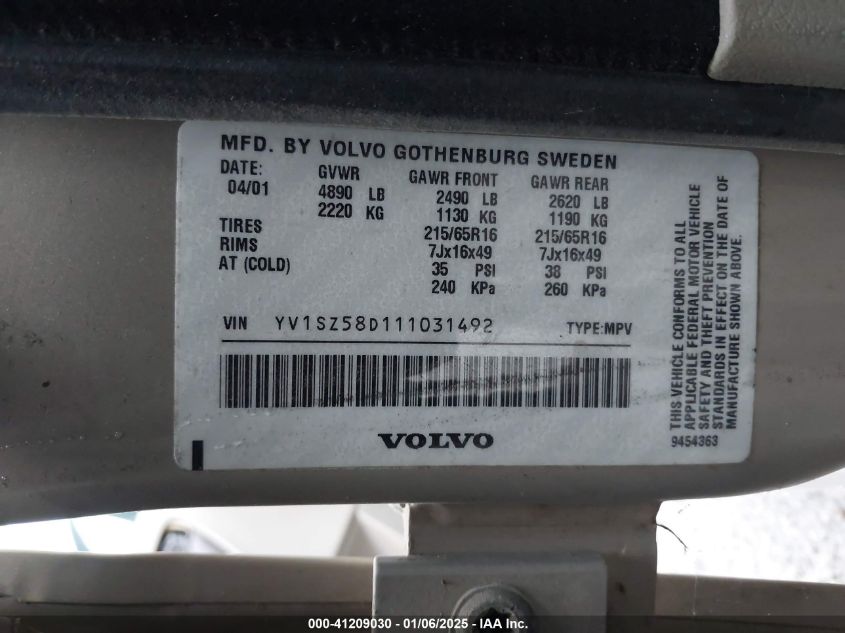 MFD. BY VOLVO GOTHENBURG SWEDEN
DATE: GVWR GAWR FRONT GAWR REAR
04/01 4890 LB 2490 LB 2620 LB
2220 KG 1130 KG 1190 KG
TIRES 215/65R16 215/65R16
RIMS 7Jx16x49 7Jx16x49
AT (COLD) 35 PSI 38 PSI
240 KPa 260 KPa
VIN YV1SZ58D111031492 TYPE:MPV
VOLVO
THIS VEHICLE CONFORMS TO ALL
APPLICABLE FEDERAL MOTOR VEHICLE
SAFETY AND THEFT PREVENTION
STANDARDS IN EFFECT ON THE DATE OF
MANUFACTURE SHOWN ABOVE.
9454363
000-41209030 - 01/06/2025 - IAA Inc.